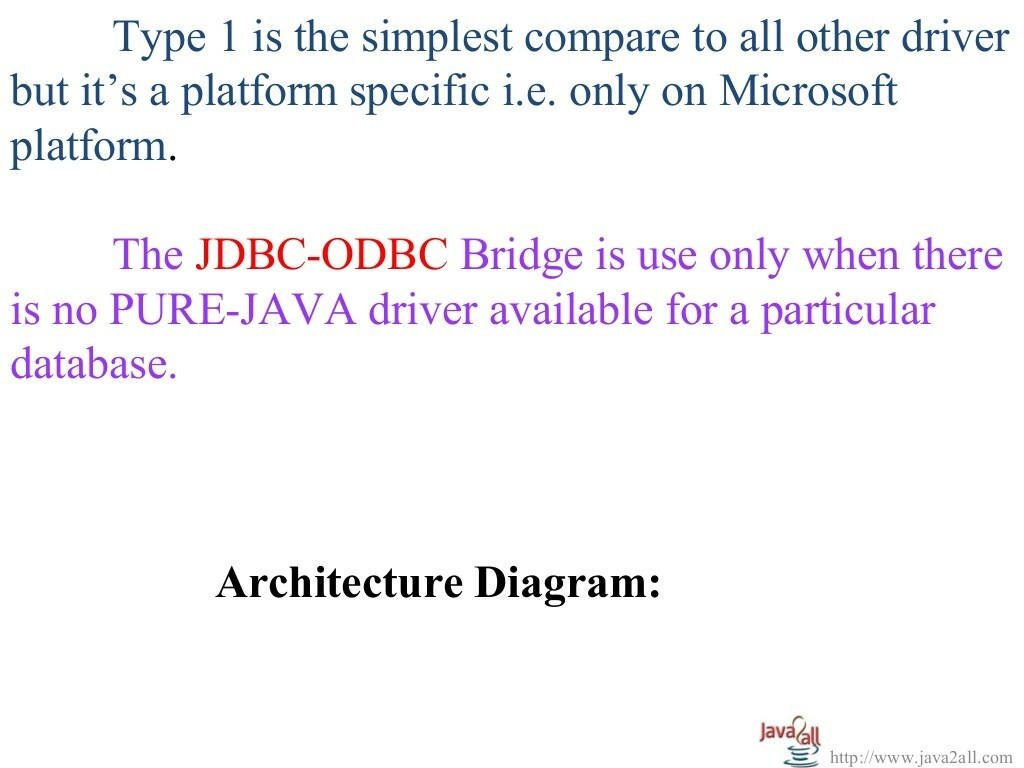 Type 1 is the simplest compare to all other driver
but it’s a platform specific i.e. only on Microsoft
platform.
The JDBC-ODBC Bridge is use only when there
is no PURE-JAVA driver available for a particular
database.
Architecture Diagram:
Java2all
http://www.java2all.com